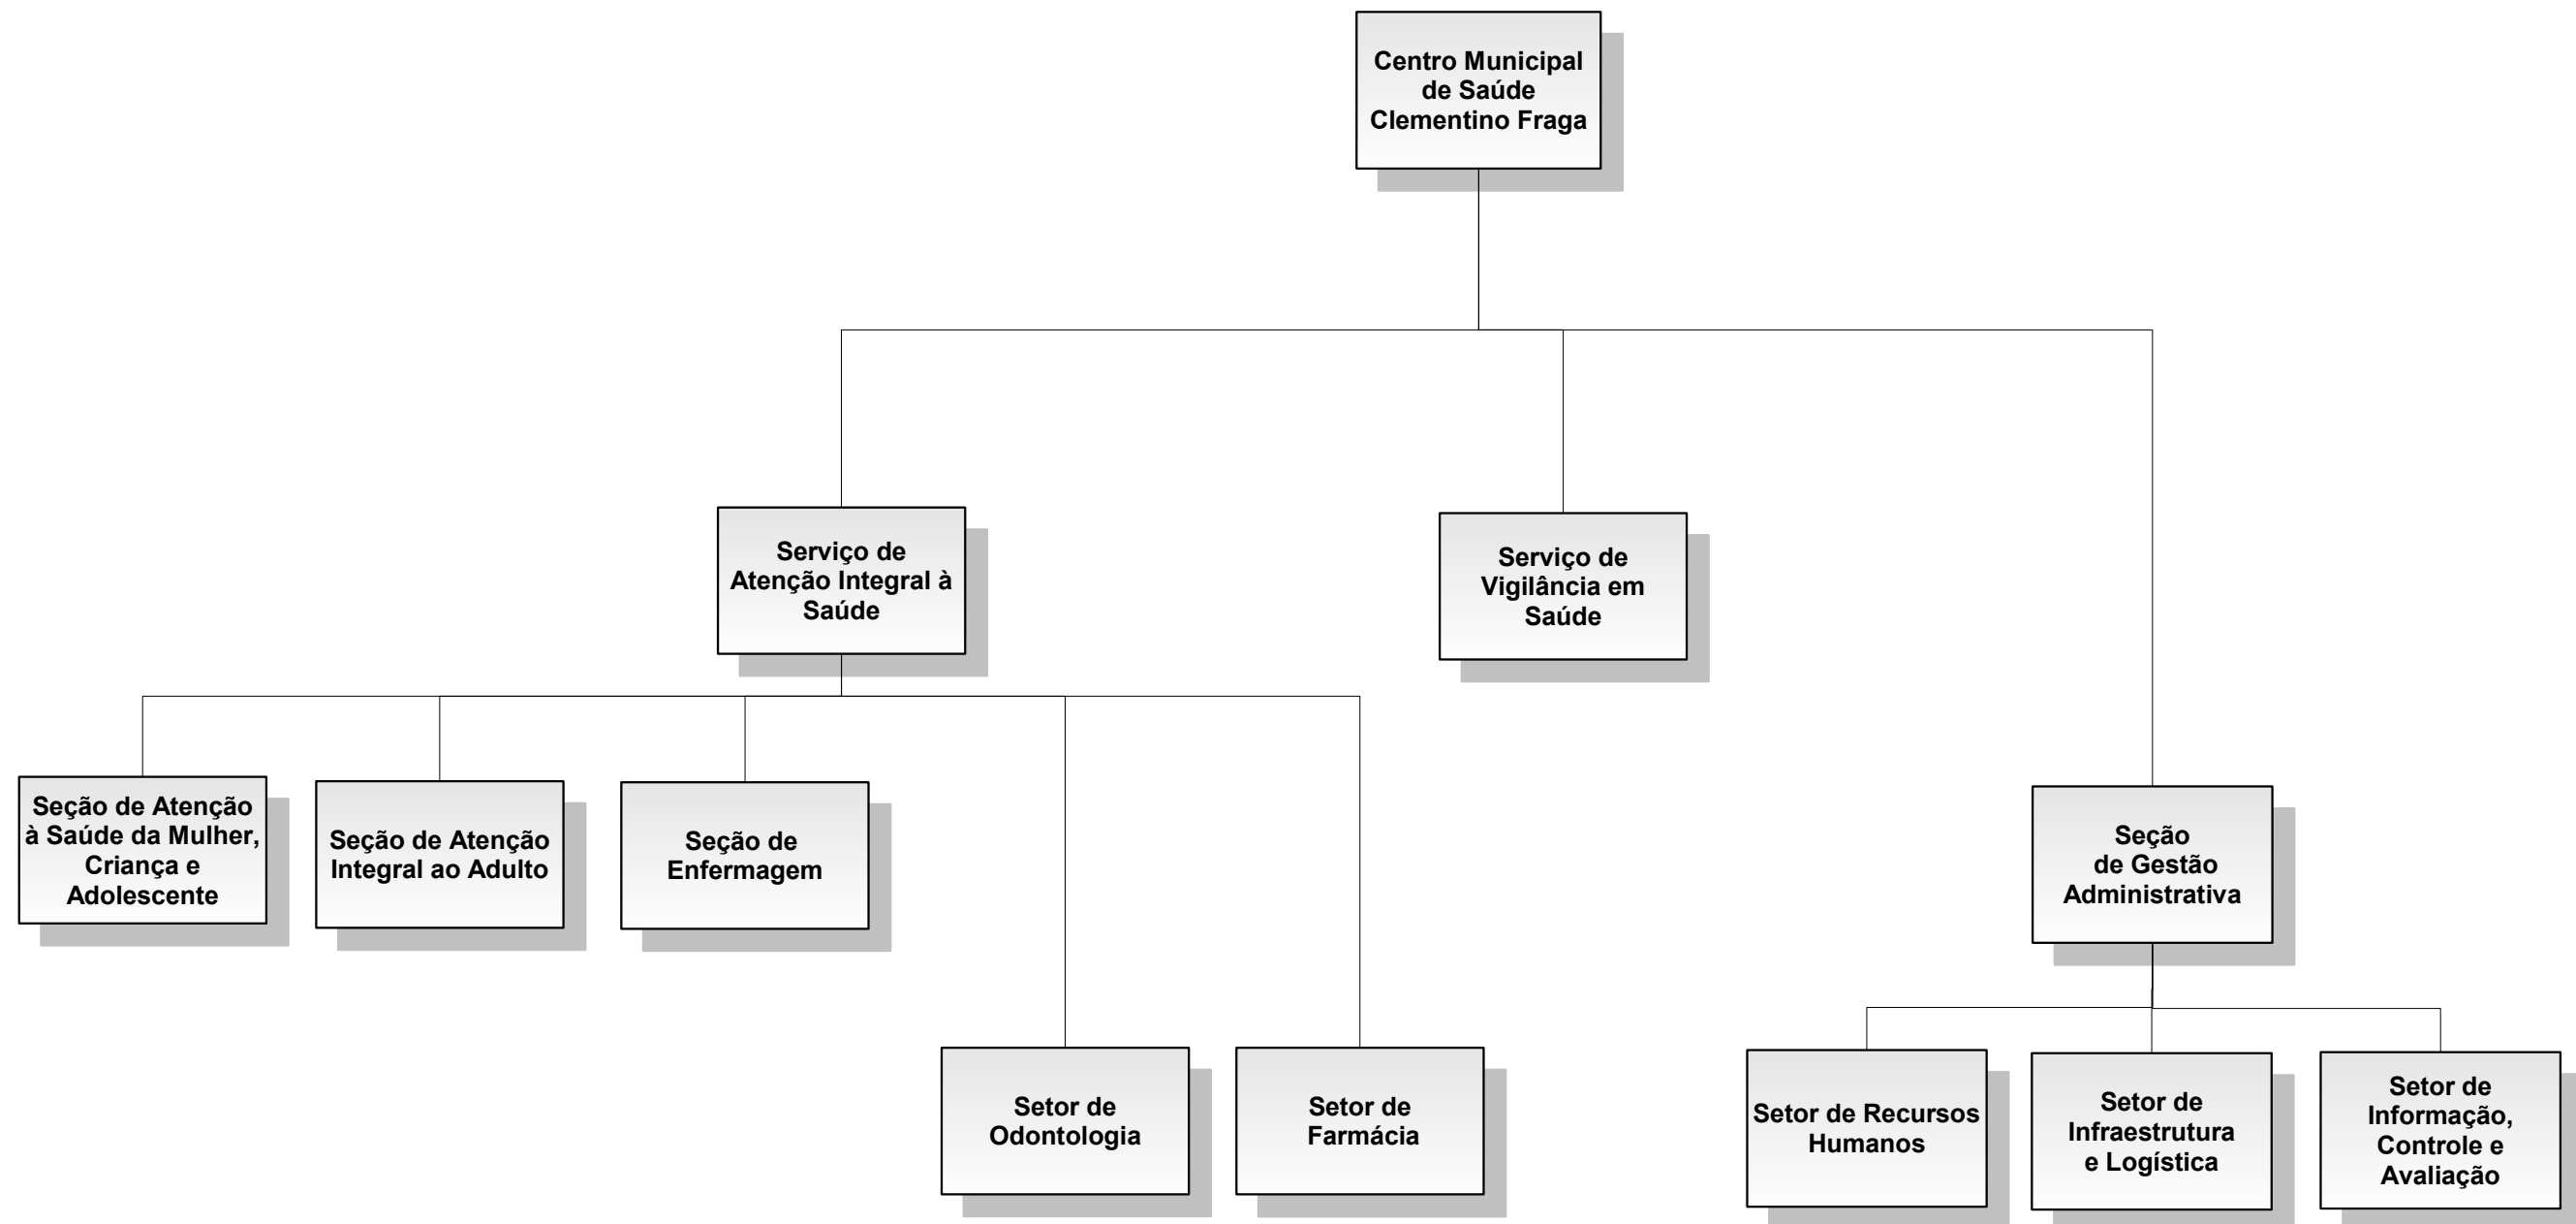 Centro Municipal
de Saúde
Clementino Fraga
Serviço de
Atenção Integral à
Saúde
Serviço de
Vigilância em
Saúde
Seção de Atenção
à Saúde da Mulher,
Criança e
Adolescente
Seção de Atenção
Integral ao Adulto
Seção de
Enfermagem
Seção
de Gestão
Administrativa
Setor de
Odontologia
Setor de
Farmácia
Setor de Recursos
Humanos
Setor de
Infraestrutura
e Logística
Setor de
Informação,
Controle e
Avaliação